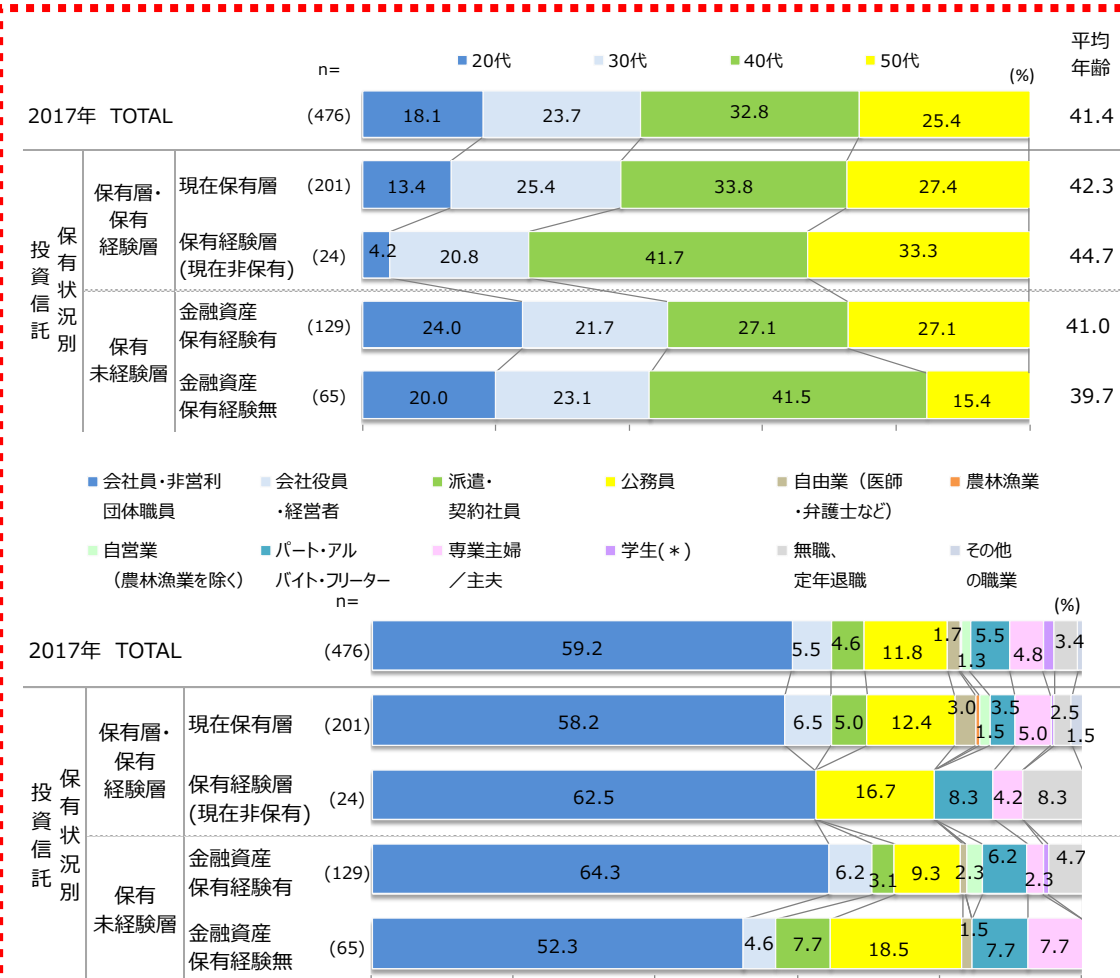 平均
年齢
n=
■20代 ■30代 ■40代 ■50代
(%)
2017年 TOTAL (476) 18.1 23.7 32.8 25.4 41.4
投資信託
保有状況別
保有層・
保有
経験層
現在保有層 (201) 13.4 25.4 33.8 27.4 42.3
保有経験層
(現在非保有) (24) 4.2 20.8 41.7 33.3 44.7
保有
未経験層
金融資産
保有経験有 (129) 24.0 21.7 27.1 27.1 41.0
金融資産
保有経験無 (65) 20.0 23.1 41.5 15.4 39.7
■会社員・非営利
団体職員
■会社役員
・経営者
■派遣・
契約社員
■公務員
■自由業（医師
・弁護士など）
■農林漁業
■自営業
（農林漁業を除く）
■パート・アル
バイト・フリーター
■専業主婦
／主夫
■学生(＊)
■無職、
定年退職
■その他
の職業
n=
(%)
2017年 TOTAL (476) 59.2 5.5 4.6 11.8 1.7 1.3 5.5 4.8 3.4
投資信託
保有状況別
保有層・
保有
経験層
現在保有層 (201) 58.2 6.5 5.0 12.4 3.0 1.5 3.5 5.0 2.5 1.5
保有経験層
(現在非保有) (24) 62.5 16.7 8.3 4.2 8.3
保有
未経験層
金融資産
保有経験有 (129) 64.3 6.2 3.1 9.3 2.3 6.2 2.3 4.7
金融資産
保有経験無 (65) 52.3 4.6 7.7 18.5 1.5 7.7 7.7